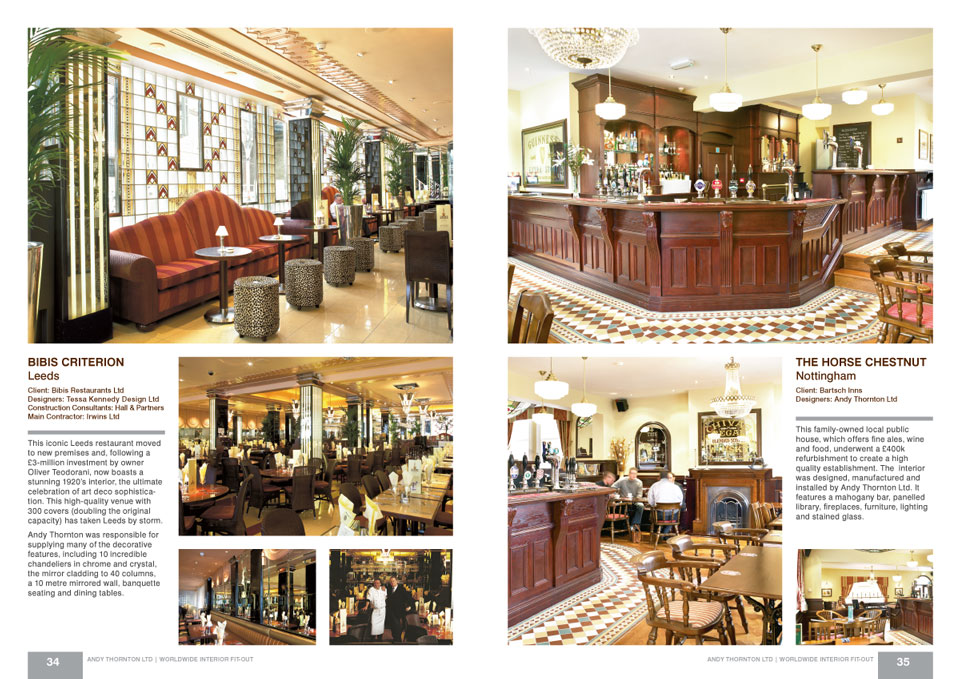 BIBIS CRITERION
Leeds
Client: Bibis Restaurants Ltd
Designers: Tessa Kennedy Design Ltd
Construction Consultants: Hall & Partners
Main Contractor: Irwins Ltd
This iconic Leeds restaurant moved
to new premises and, following a
£3-million investment by owner
Oliver Teodorani, now boasts a
stunning 1920's interior, the ultimate
celebration of art deco sophistica-
tion. This high-quality venue with
300 covers (doubling the original
capacity) has taken Leeds by storm.
Andy Thornton was responsible for
supplying many of the decorative
features, including 10 incredible
chandeliers in chrome and crystal,
the mirror cladding to 40 columns,
a 10 metre mirrored wall, banquette
seating and dining tables.
34
ANDY THORNTON LTD | WORLDWIDE INTERIOR FIT-OUT
GUINNESS
CHIVAS
REGAL
THE HORSE CHESTNUT
Nottingham
Client: Bartsch Inns
Designers: Andy Thornton Ltd
This family-owned local public
house, which offers fine ales, wine
and food, underwent a £400k
refurbishment to create a high
quality establishment. The interior
was designed, manufactured and
installed by Andy Thornton Ltd. It
features a mahogany bar, panelled
library, fireplaces, furniture, lighting
and stained glass.
ANDY THORNTON LTD | WORLDWIDE INTERIOR FIT-OUT
35